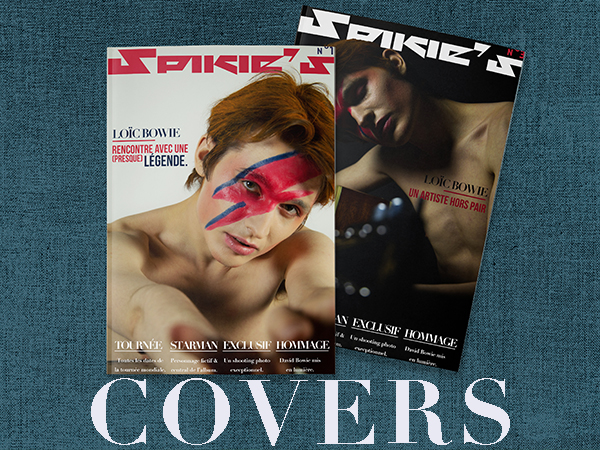 SPIKIE'S
N°1
LOÏC BOWIE
RENCONTRE AVEC UNE
(PRESQUE) LÉGENDE.
TOURNÉE
Toutes les dates de
la tournée mondiale.
STARMAN
Personnage fictif &
central de l'album.
EXCLUSIF
Un shooting photo
exceptionnel.
HOMMAGE
David Bowie mis
en lumière.
SPIKIE'S
LOÏC BOWIE
UN ARTISTE HORS PAIR
EXCLUSIF
Un shooting photo
exceptionnel.
HOMMAGE
David Bowie mis
en lumière.
COVERS